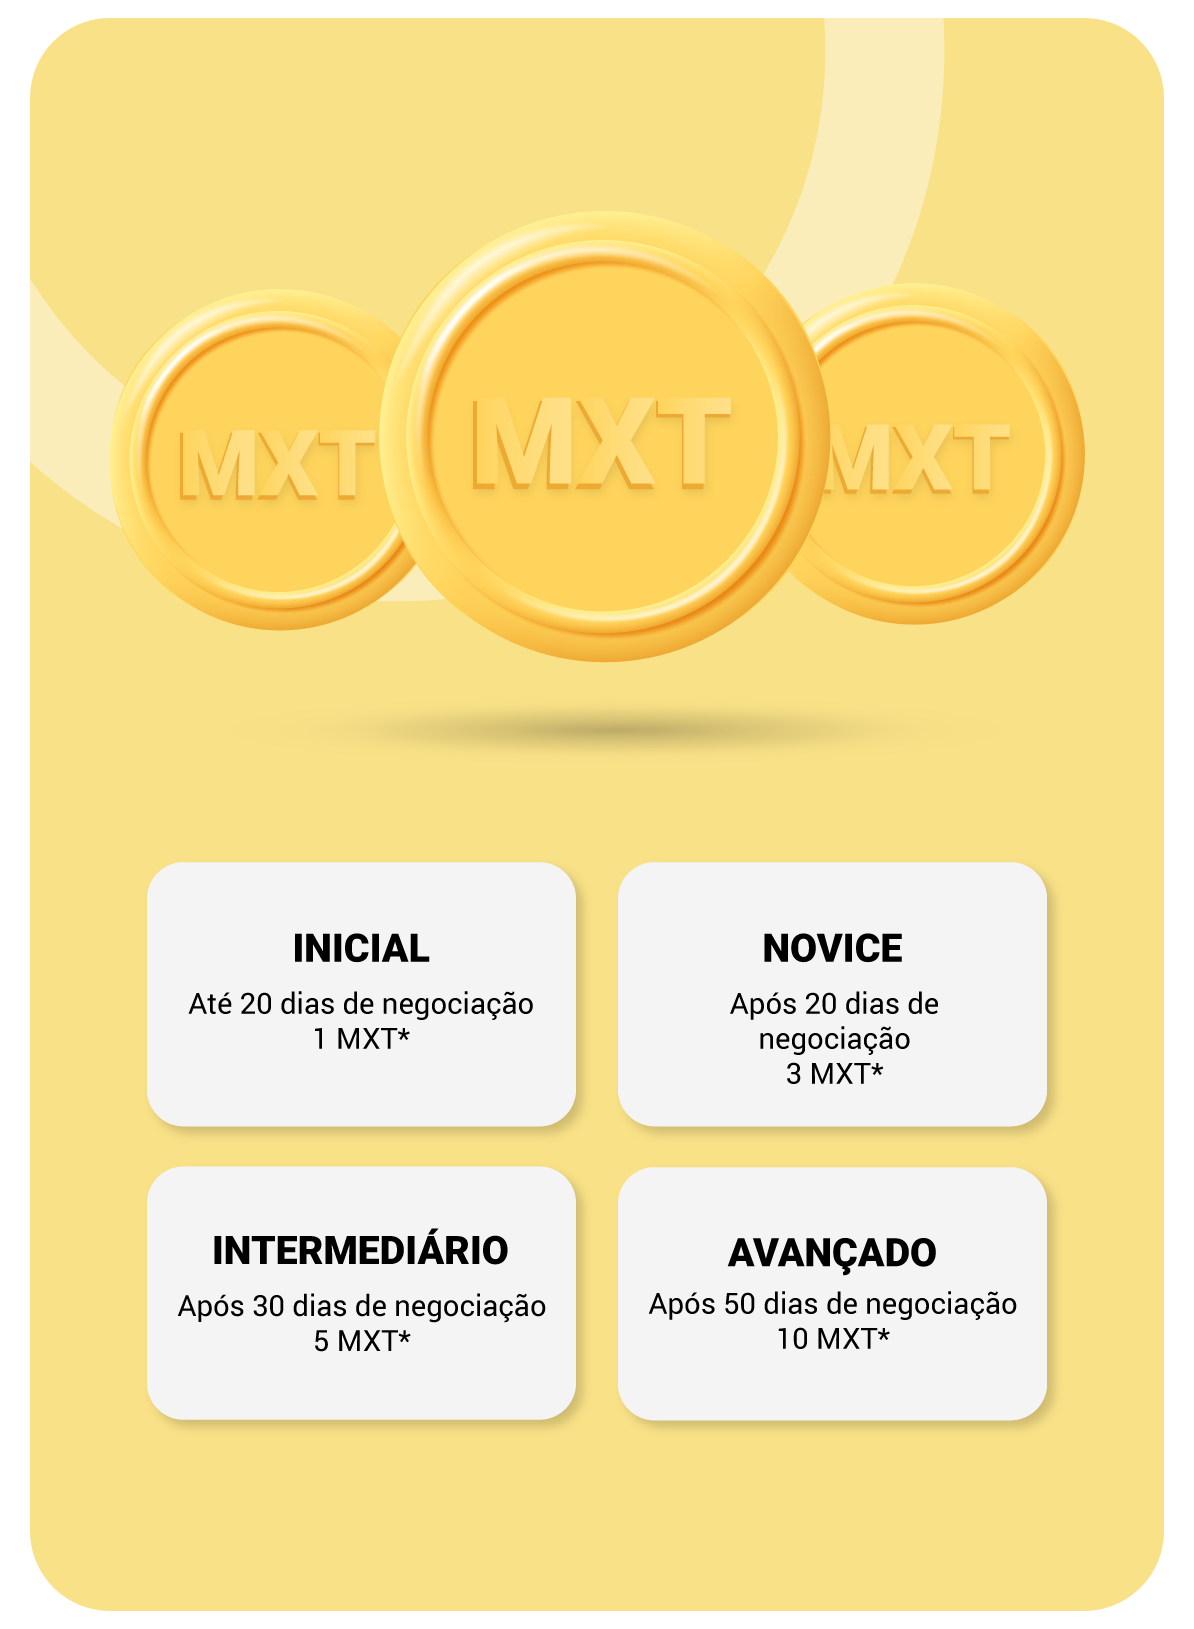 MXT
MXT
MXT
INICIAL
Até 20 dias de negociação
1 MXT*
NOVICE
Após 20 dias de
negociação
3 MXT*
INTERMEDIÁRIO
Após 30 dias de negociação
5 MXT*
AVANÇADO
Após 50 dias de negociação
10 MXT*